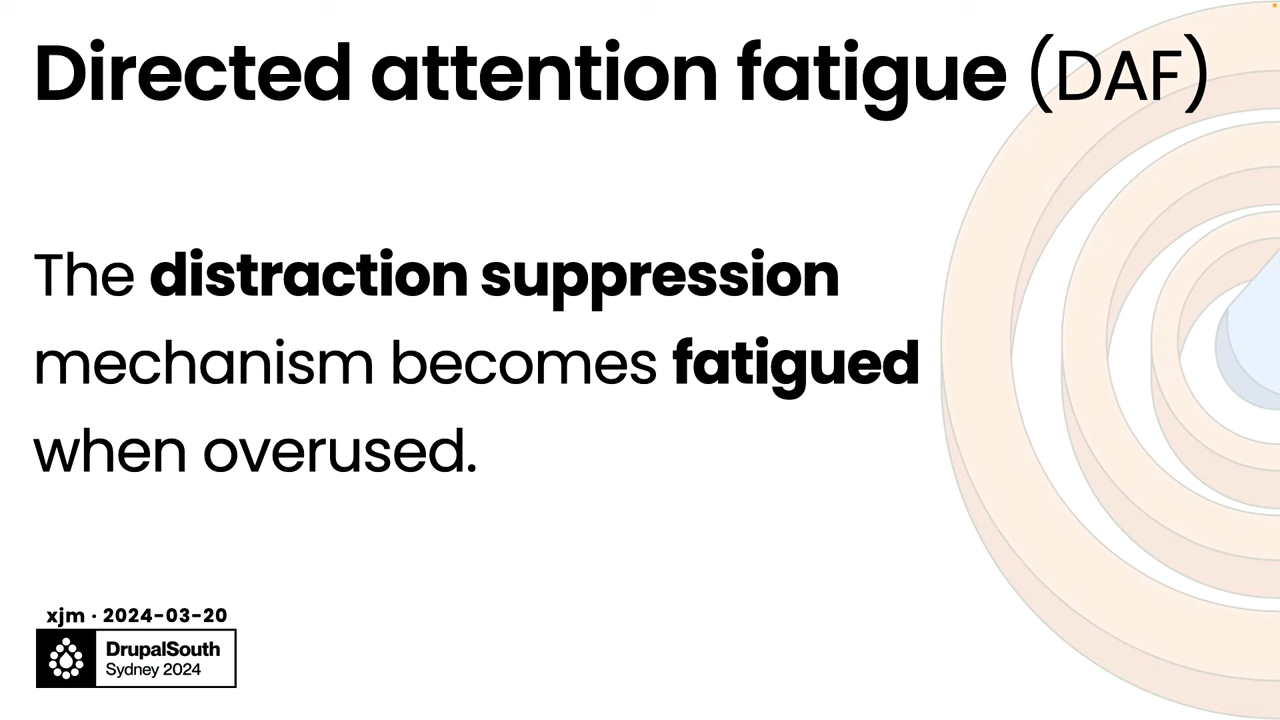 Directed attention fatigue (DAF)
The distraction suppression
mechanism becomes fatigued
when overused.
xjm · 2024-03-20
DrupalSouth
Sydney 2024